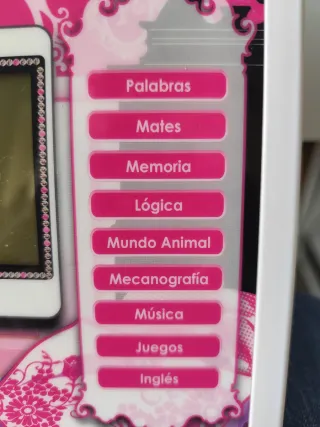 Palabras
Mates
Memoria
Lógica
Mundo Animal
Mecanografía
Música
Juegos
Inglés